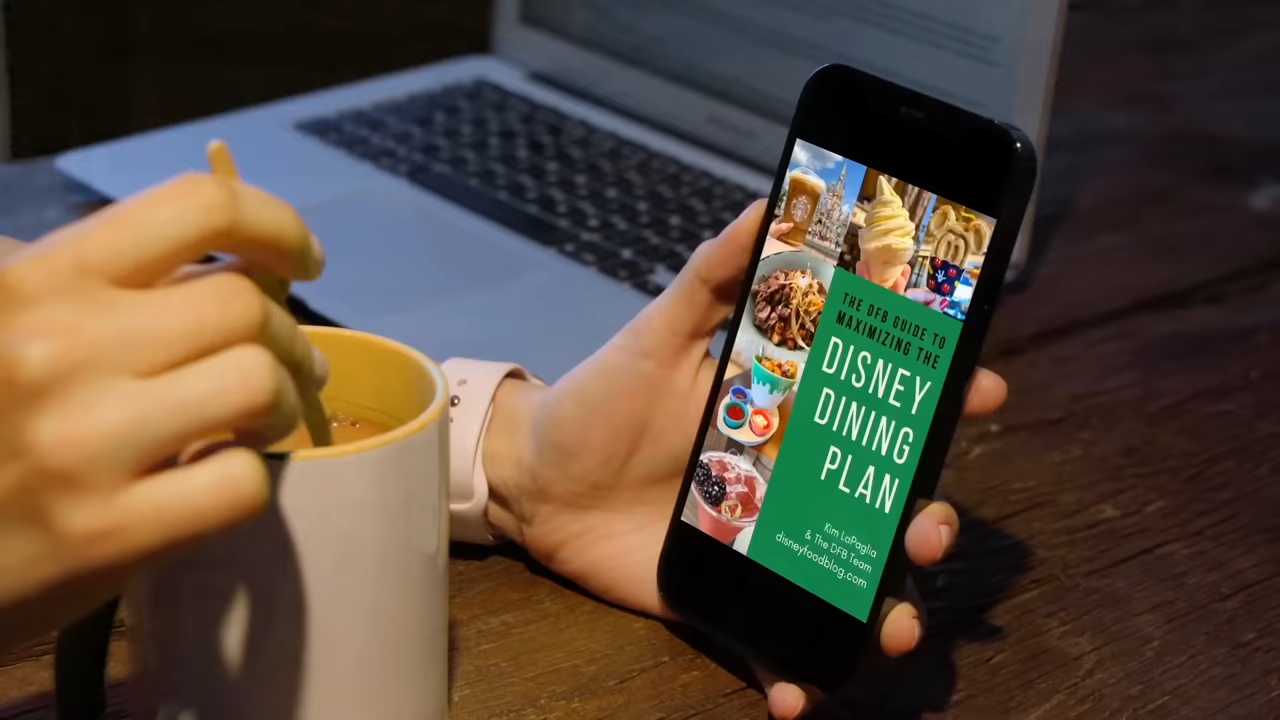 THE DFB GUIDE TO
MAXIMIZING THE
DISNEY
DINING
PLAN
Kim LaPaglia
& The DFB Team
disneyfoodblog.com